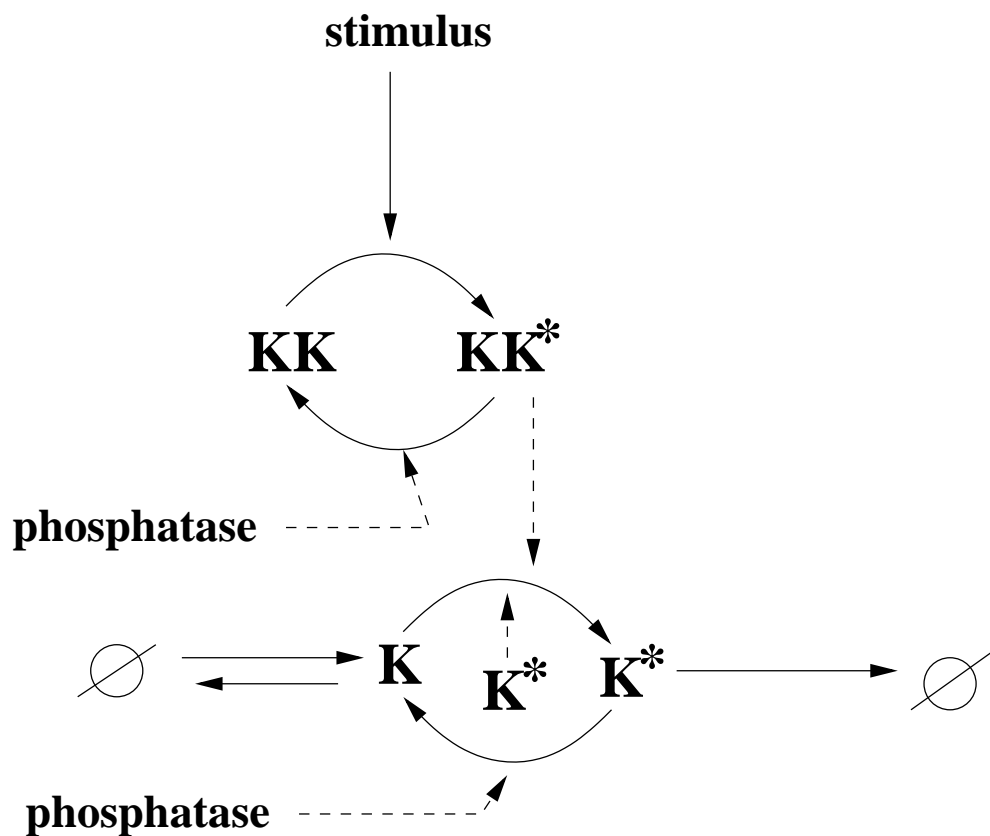 stimulus
KK KK*
phosphatase
∅ K K* K* ∅
phosphatase